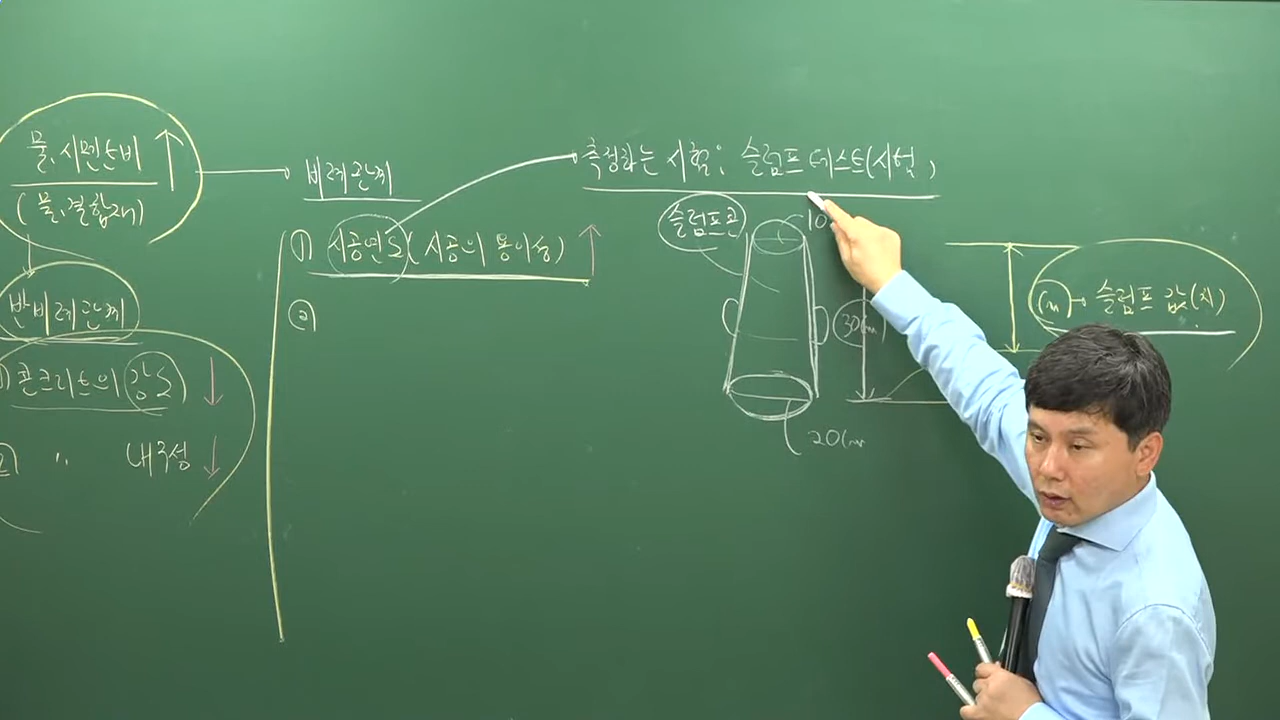 물.시멘트비 ↑
(물.결합재)
반비례관계
① 콘크리트의 강도 ↓
② 〃 내구성 ↓
비례관계
① 시공연도(시공의 용이성) ↑
②
측정하는 시험: 슬럼프테스트(시험)
슬럼프콘
10
30cm
20cm
cm → 슬럼프 값(치)